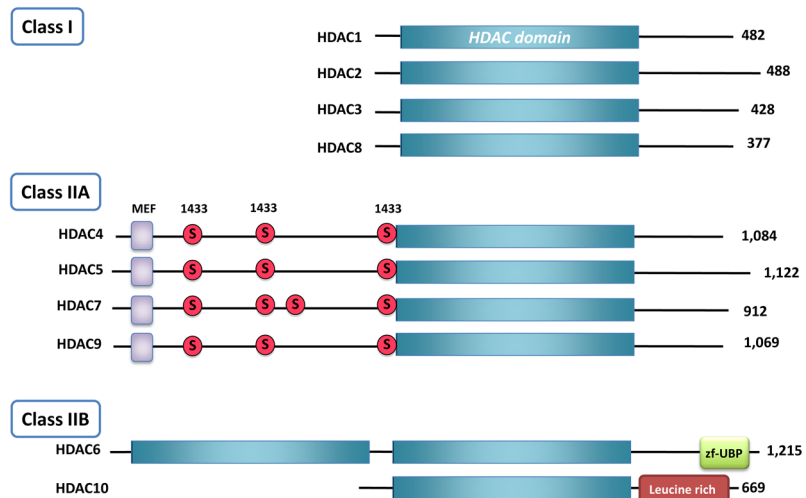 Class I
HDAC1 HDAC domain 482
HDAC2 488
HDAC3 428
HDAC8 377
Class IIA
MEF 1433 1433 1433
HDAC4 S S S 1,084
HDAC5 S S S 1,122
HDAC7 S S S S 912
HDAC9 S S S 1,069
Class IIB
HDAC6 zf-UBP 1,215
HDAC10 Leucine rich 669